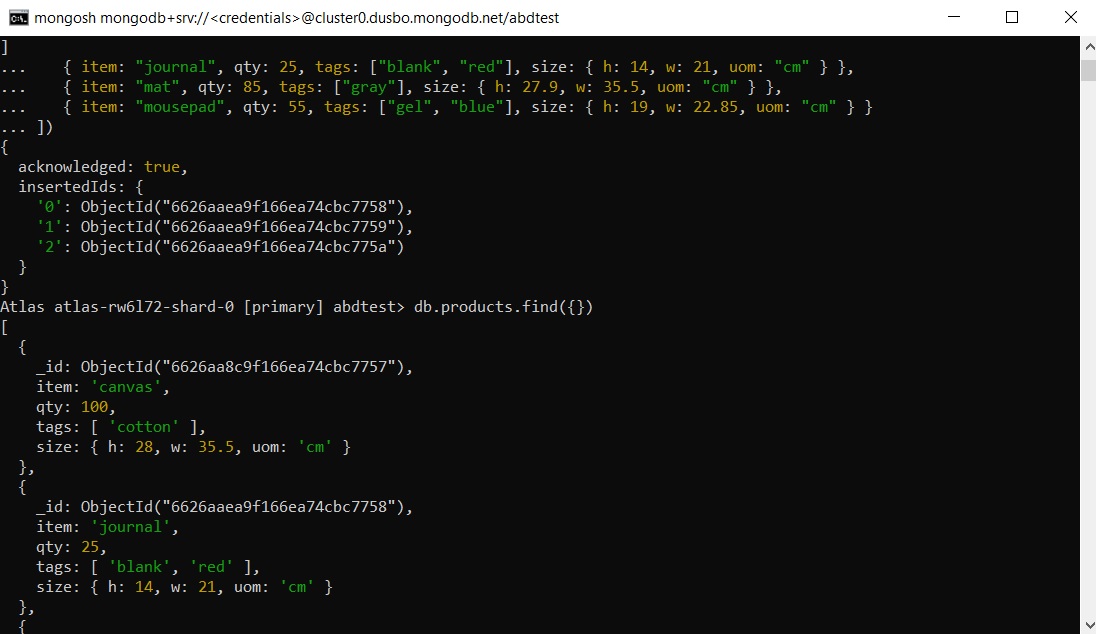 mongosh mongodb+srv://<credentials>@cluster0.dusbo.mongodb.net/abdtest
]
...    { item: "journal", qty: 25, tags: ["blank", "red"], size: { h: 14, w: 21, uom: "cm" } },
...    { item: "mat", qty: 85, tags: ["gray"], size: { h: 27.9, w: 35.5, uom: "cm" } },
...    { item: "mousepad", qty: 55, tags: ["gel", "blue"], size: { h: 19, w: 22.85, uom: "cm" } }
... ])
{
  acknowledged: true,
  insertedIds: {
    '0': ObjectId("6626aaea9f166ea74cbc7758"),
    '1': ObjectId("6626aaea9f166ea74cbc7759"),
    '2': ObjectId("6626aaea9f166ea74cbc775a")
  }
}
Atlas atlas-rw6l72-shard-0 [primary] abdtest> db.products.find({})
[
  {
    _id: ObjectId("6626aa8c9f166ea74cbc7757"),
    item: 'canvas',
    qty: 100,
    tags: [ 'cotton' ],
    size: { h: 28, w: 35.5, uom: 'cm' }
  },
  {
    _id: ObjectId("6626aaea9f166ea74cbc7758"),
    item: 'journal',
    qty: 25,
    tags: [ 'blank', 'red' ],
    size: { h: 14, w: 21, uom: 'cm' }
  },
  {